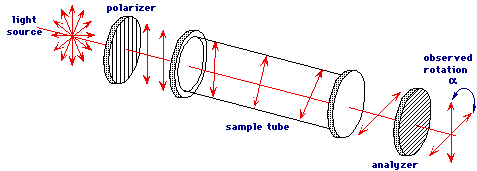 polarizer
light
source
sample tube
observed
rotation
α
analyzer